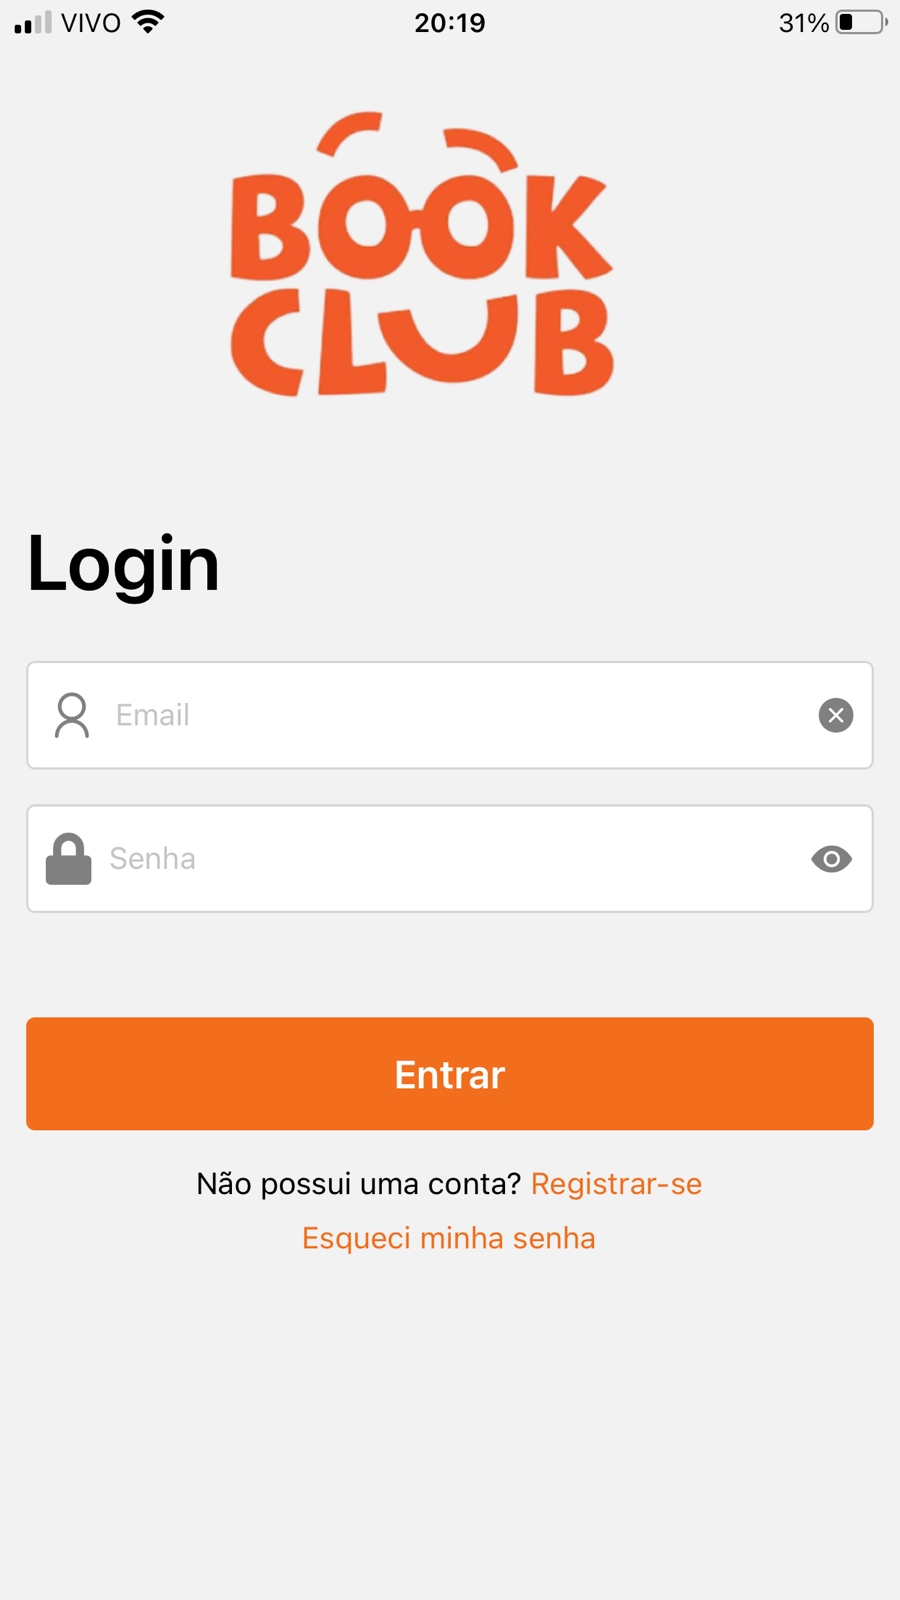 VIVO 20:19 31%
BOOK
CLUB
Login
Email
Senha
Entrar
Não possui uma conta? Registrar-se
Esqueci minha senha